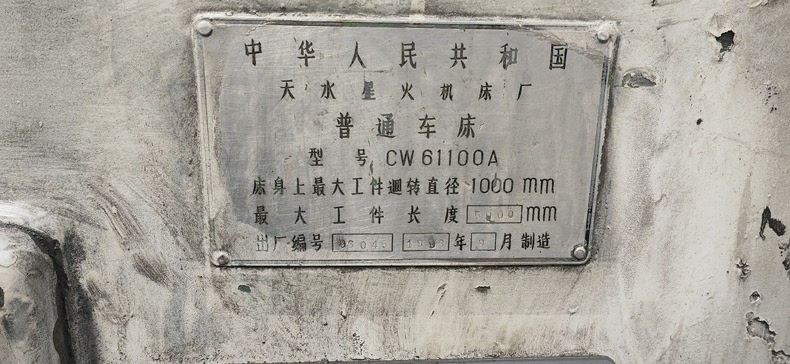 中华人民共和国
天水星火机床厂
普通车床
型号 CW61100A
床身上最大工件迴转直径 1000 mm
最大工件长度 mm
出厂编号 年 月 制造